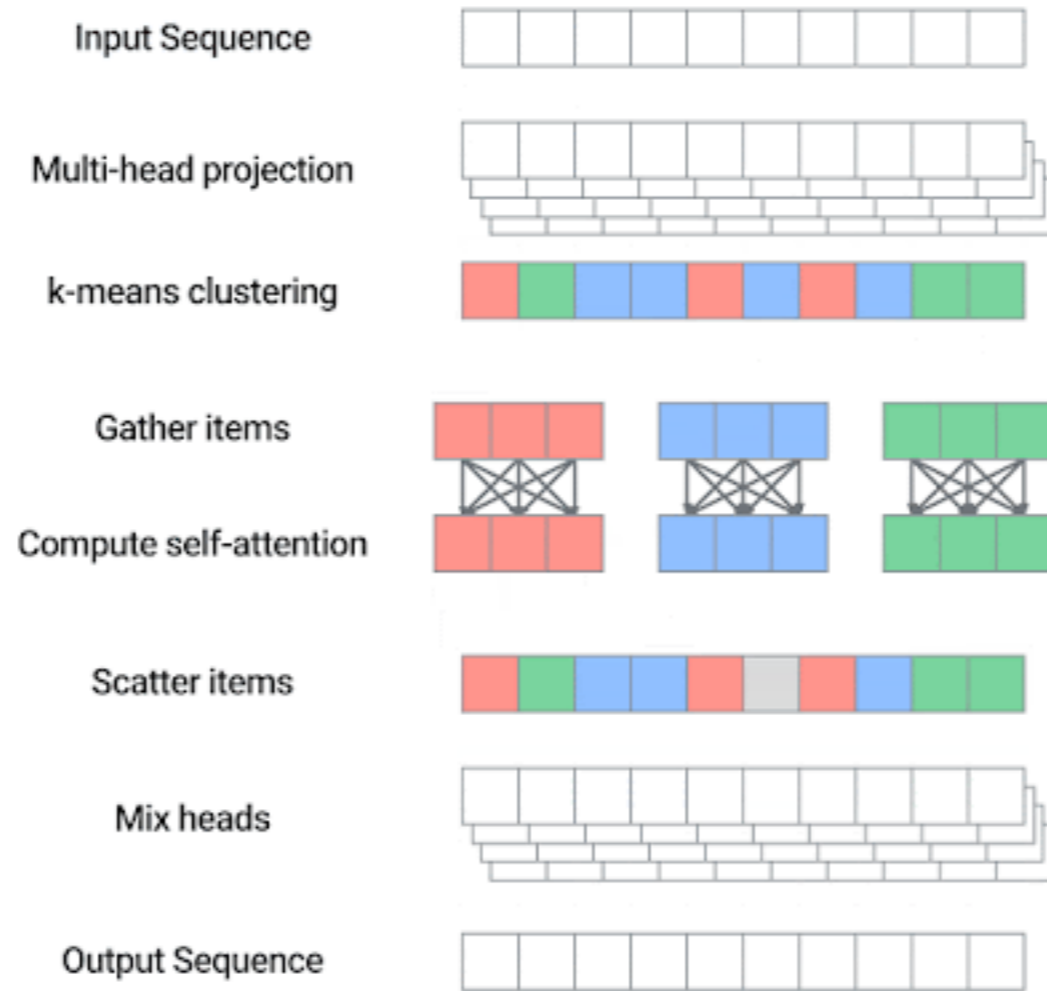 Input Sequence
Multi-head projection
k-means clustering
Gather items
Compute self-attention
Scatter items
Mix heads
Output Sequence